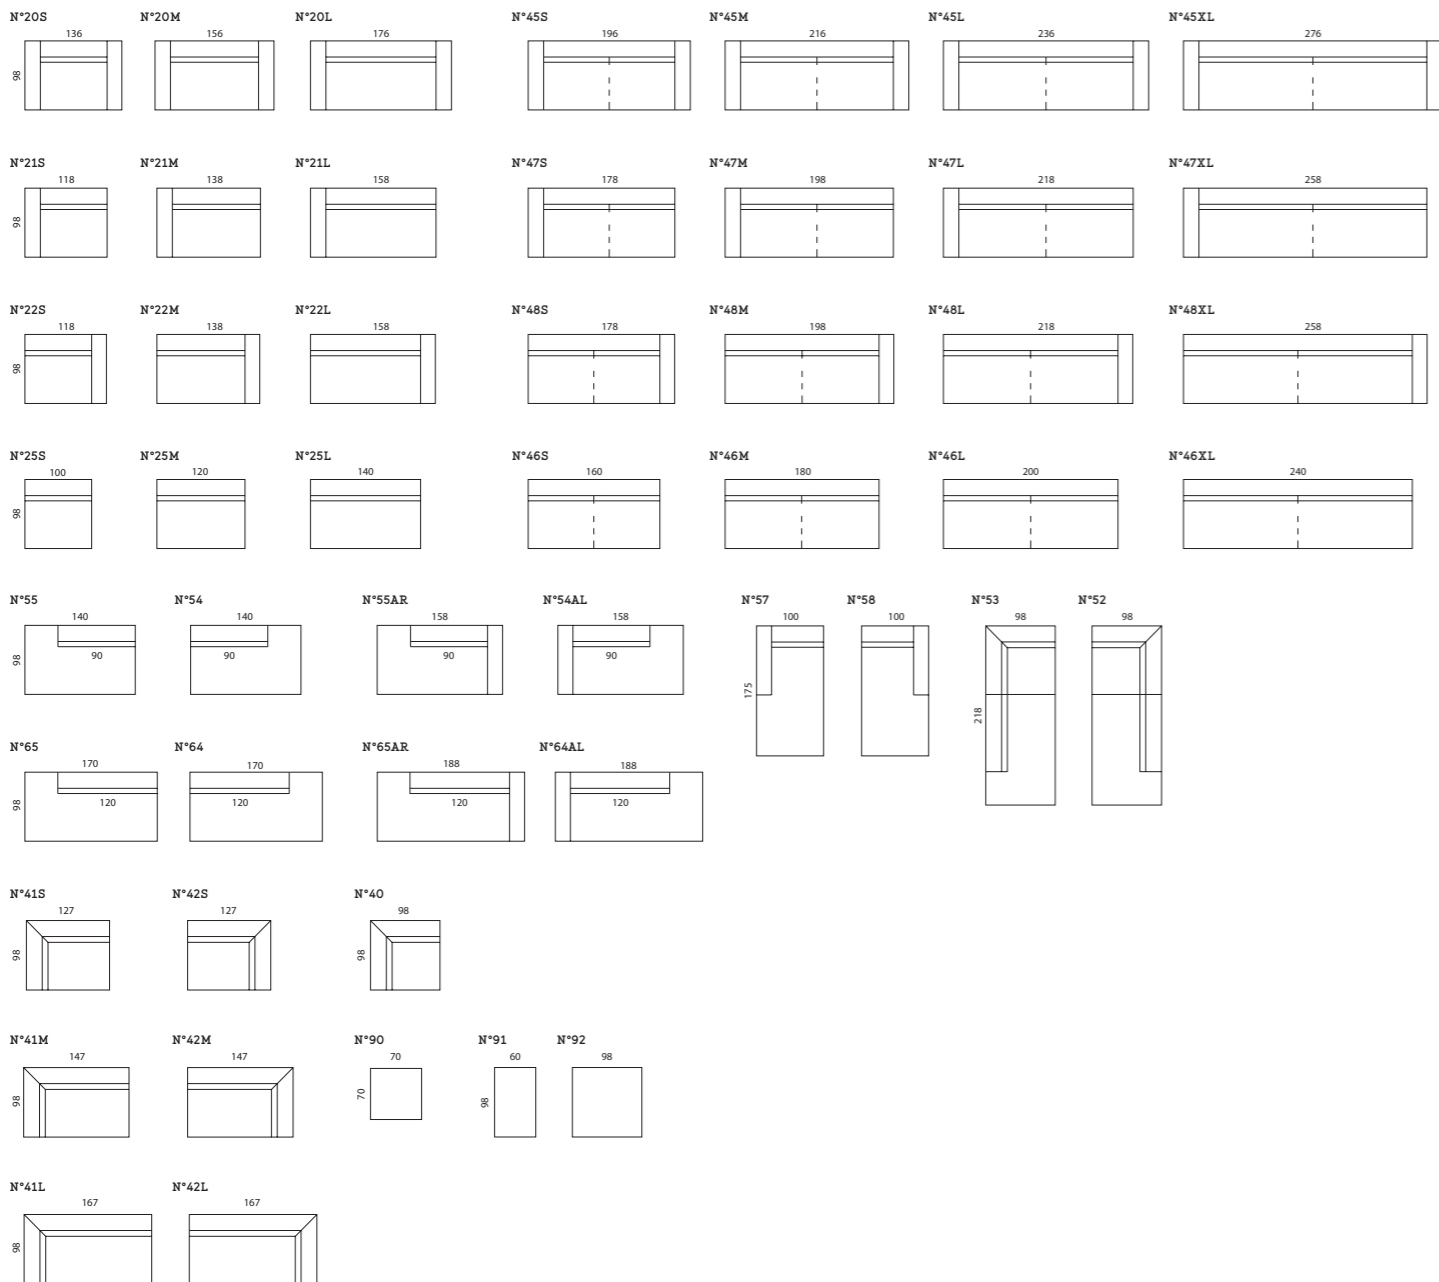 N°20S N°20M N°20L N°45S N°45M N°45L N°45XL
136 156 176 196 216 236 276
98
N°21S N°21M N°21L N°47S N°47M N°47L N°47XL
118 138 158 178 198 218 258
98
N°22S N°22M N°22L N°48S N°48M N°48L N°48XL
118 138 158 178 198 218 258
98
N°25S N°25M N°25L N°46S N°46M N°46L N°46XL
100 120 140 160 180 200 240
98
N°55 N°54 N°55AR N°54AL N°57 N°58 N°53 N°52
140 140 158 158 100 100 98 98
98 90 90 90 90
175 218
N°65 N°64 N°65AR N°64AL
170 170 188 188
98 120 120 120 120
N°41S N°42S N°40
127 127 98
98 98
N°41M N°42M N°90 N°91 N°92
147 147 70 60 98
98 70 98
N°41L N°42L
167 167
98